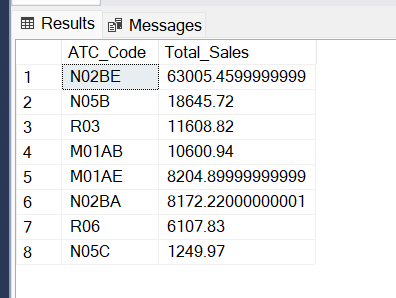 Results Messages
ATC_Code Total_Sales
1 N02BE 63005.4599999999
2 N05B 18645.72
3 R03 11608.82
4 M01AB 10600.94
5 M01AE 8204.89999999999
6 N02BA 8172.22000000001
7 R06 6107.83
8 N05C 1249.97